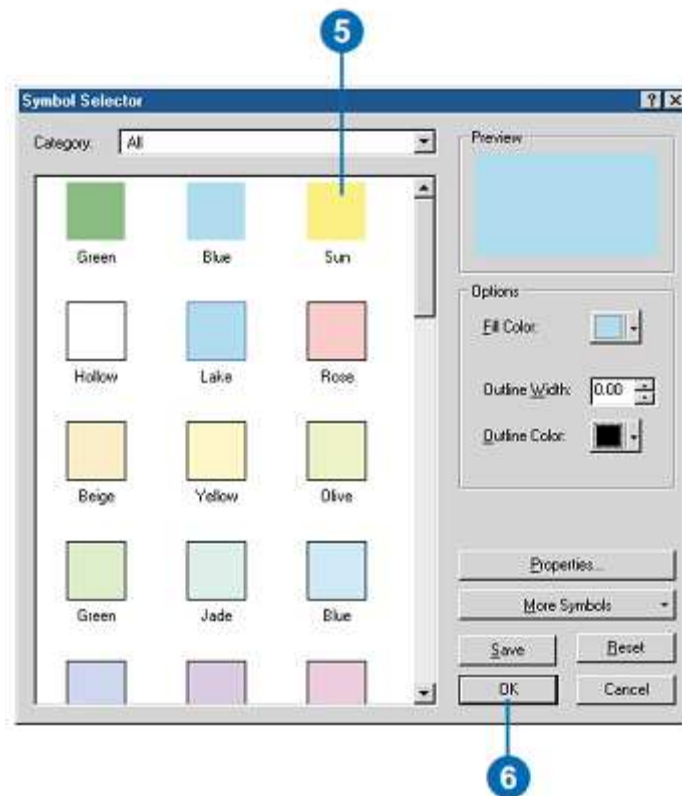 5
Symbol Selector
Category: All
Preview
Green Blue Sun
Options
Fill Color:
Hollow Lake Rose
Outline Width: 0.00
Outline Color:
Beige Yellow Olive
Green Jade Blue
Properties...
More Symbols
Save Reset
OK Cancel
6